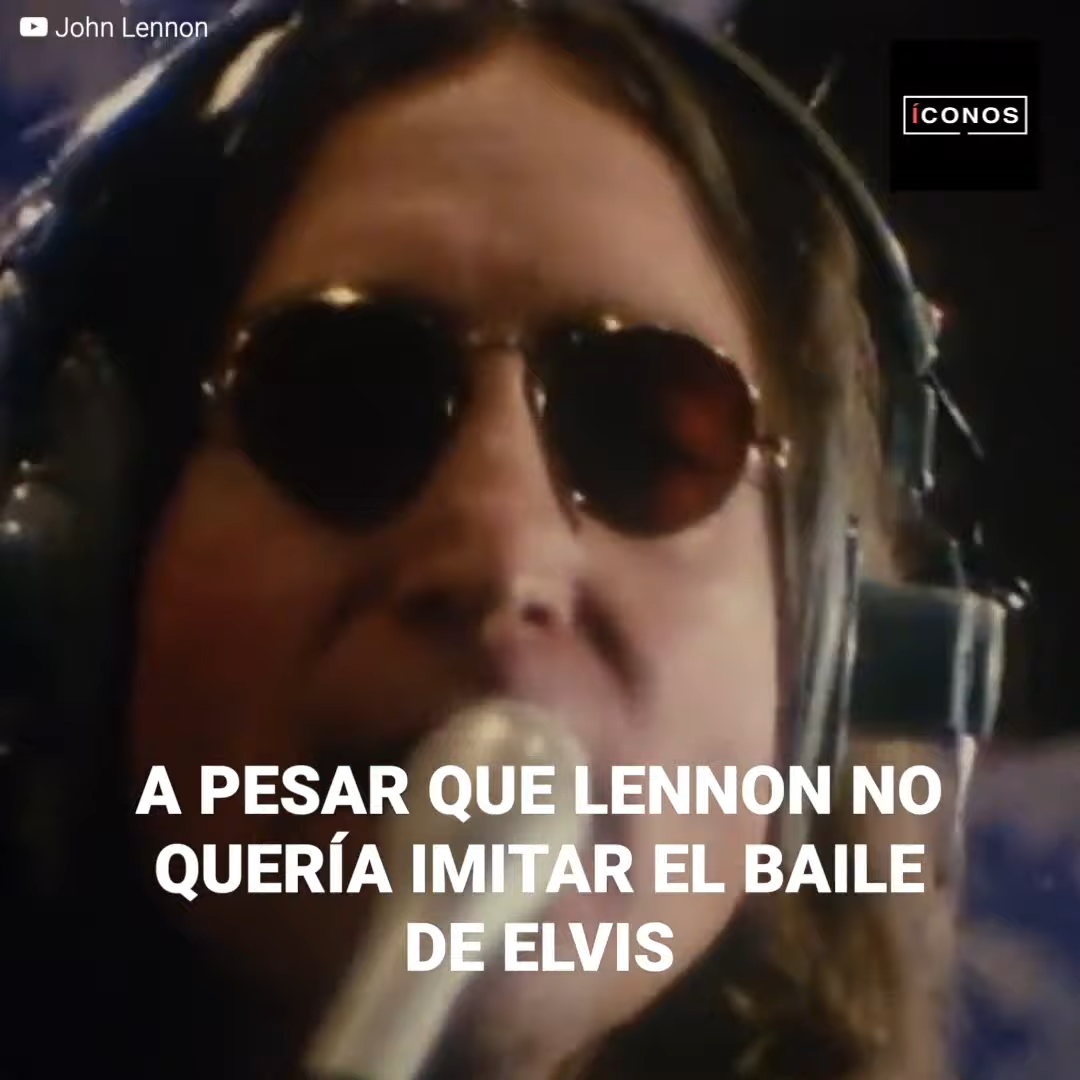 John Lennon
ÍCONOS
A PESAR QUE LENNON NO
QUERÍA IMITAR EL BAILE
DE ELVIS